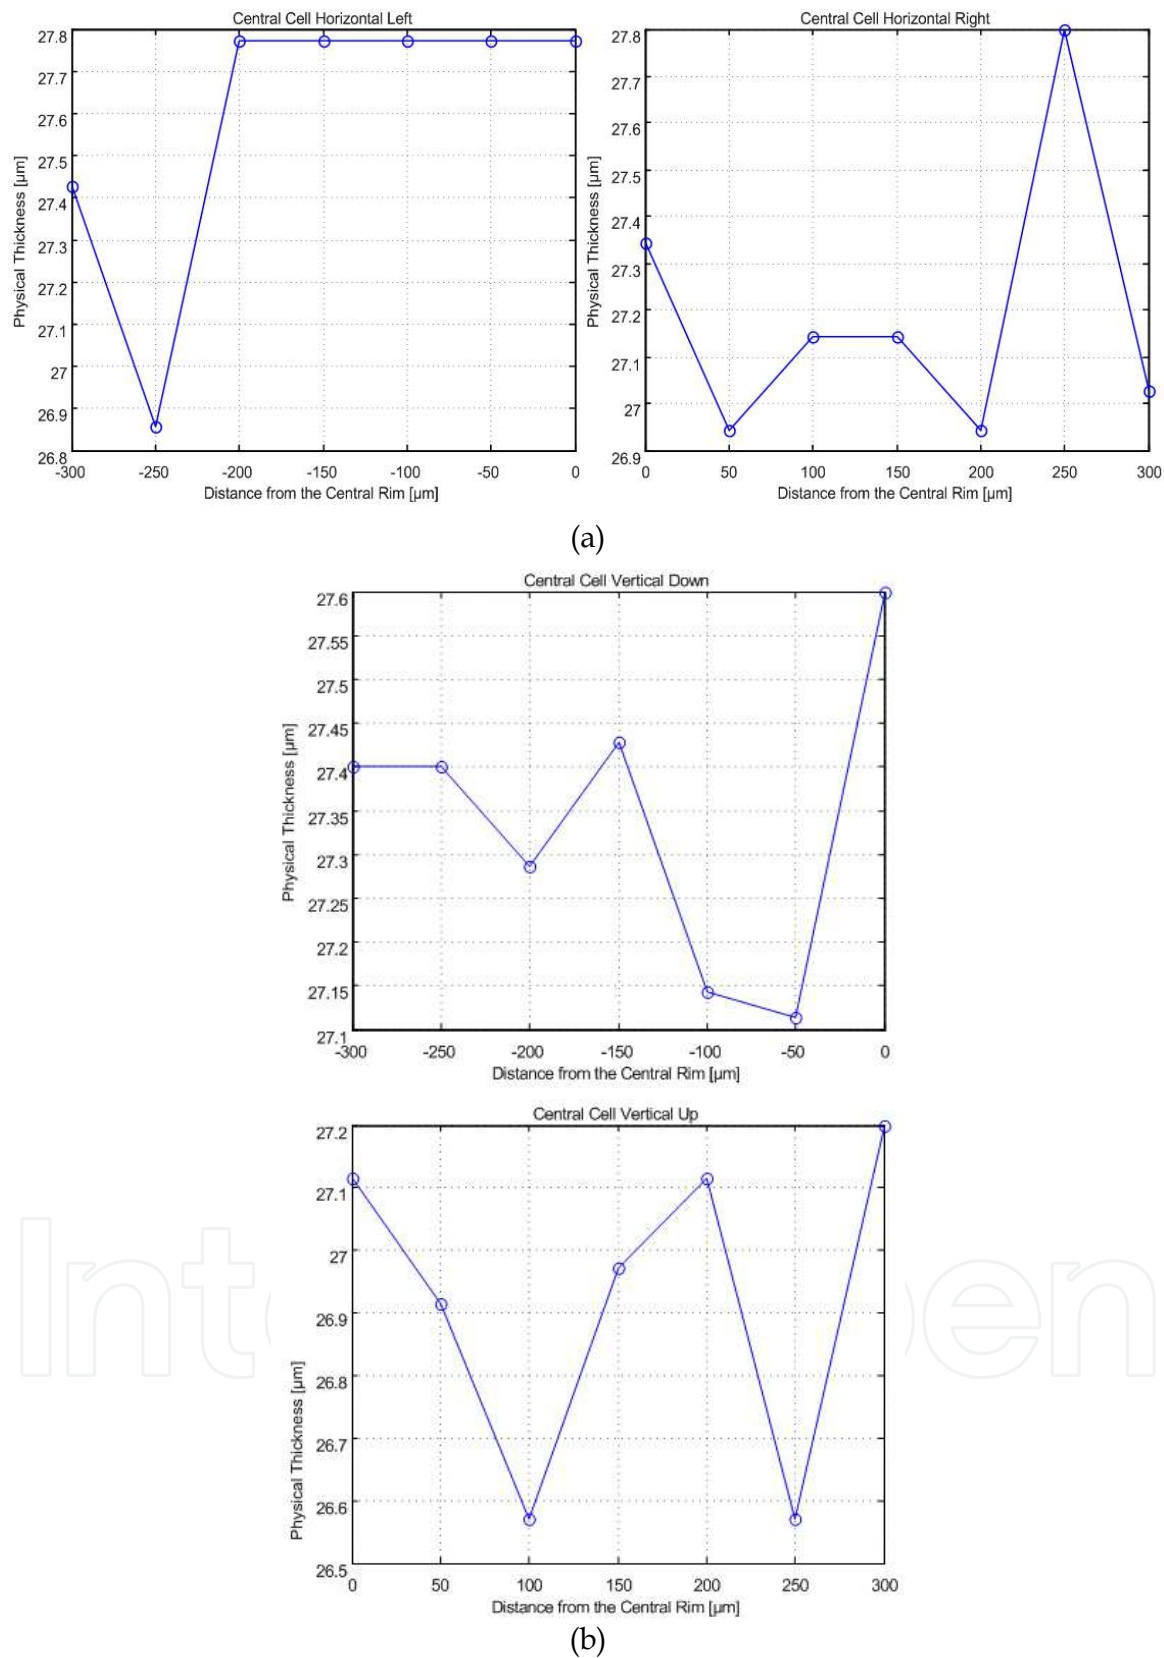 Central Cell Horizontal Left
27.8
27.7
27.6
27.5
27.4
27.3
27.2
27.1
27
26.9
26.8
Physical Thickness [µm]
-300 -250 -200 -150 -100 -50 0
Distance from the Central Rim [µm]
Central Cell Horizontal Right
27.8
27.7
27.6
27.5
27.4
27.3
27.2
27.1
27
26.9
Physical Thickness [µm]
0 50 100 150 200 250 300
Distance from the Central Rim [µm]
(a)
Central Cell Vertical Down
27.6
27.55
27.5
27.45
27.4
27.35
27.3
27.25
27.2
27.15
27.1
Physical Thickness [µm]
-300 -250 -200 -150 -100 -50 0
Distance from the Central Rim [µm]
Central Cell Vertical Up
27.2
27.1
27
26.9
26.8
26.7
26.6
26.5
Physical Thickness [µm]
0 50 100 150 200 250 300
Distance from the Central Rim [µm]
(b)